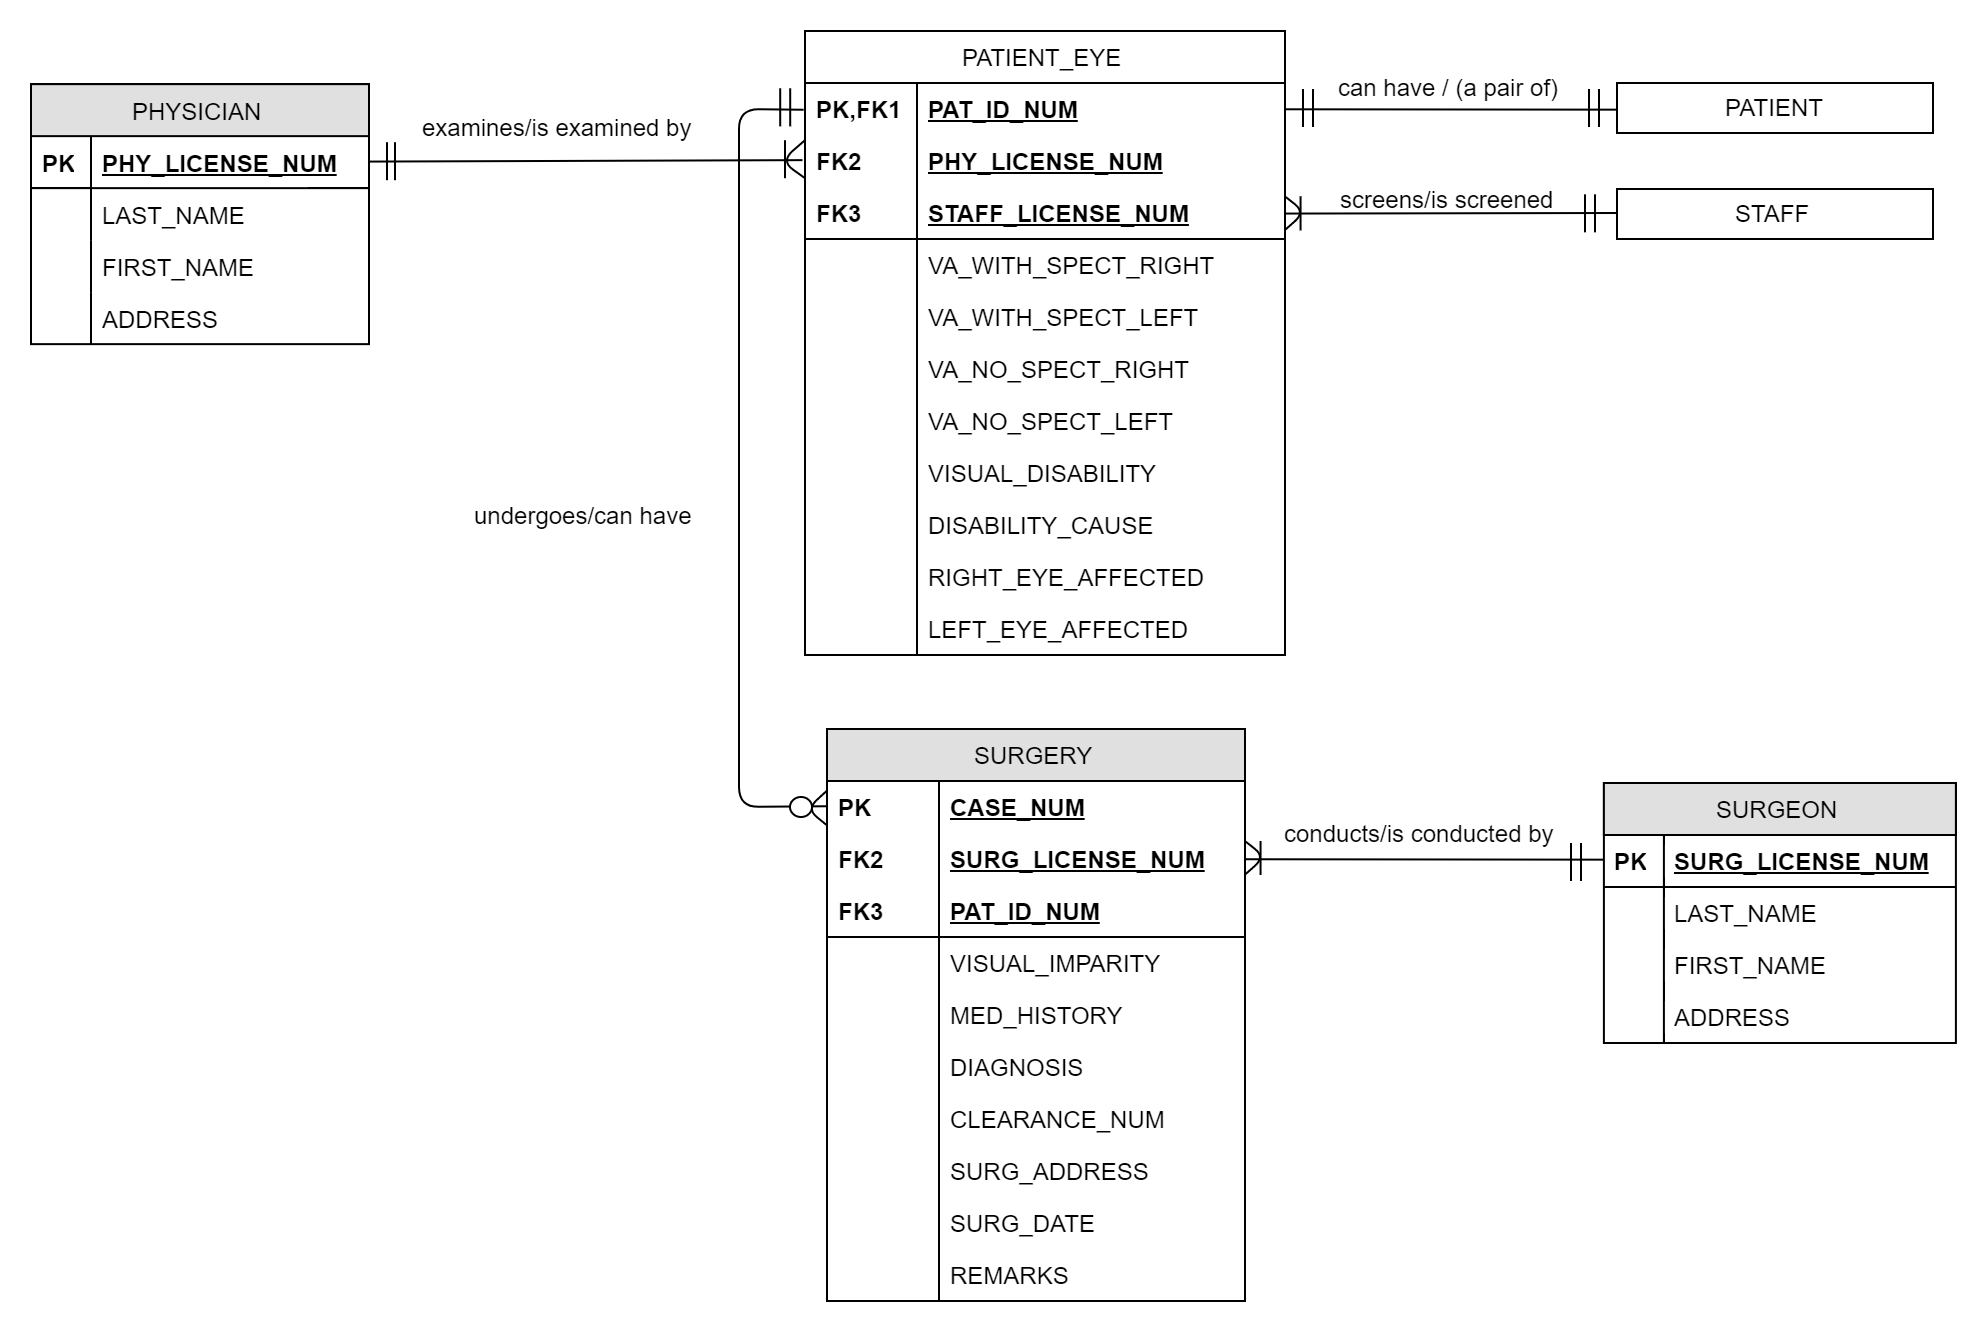 PHYSICIAN
PK PHY_LICENSE_NUM
LAST_NAME
FIRST_NAME
ADDRESS
examines/is examined by
PATIENT_EYE
PK,FK1 PAT_ID_NUM
FK2 PHY_LICENSE_NUM
FK3 STAFF_LICENSE_NUM
VA_WITH_SPECT_RIGHT
VA_WITH_SPECT_LEFT
VA_NO_SPECT_RIGHT
VA_NO_SPECT_LEFT
VISUAL_DISABILITY
DISABILITY_CAUSE
RIGHT_EYE_AFFECTED
LEFT_EYE_AFFECTED
can have / (a pair of)
PATIENT
screens/is screened
STAFF
undergoes/can have
SURGERY
PK CASE_NUM
FK2 SURG_LICENSE_NUM
FK3 PAT_ID_NUM
VISUAL_IMPARITY
MED_HISTORY
DIAGNOSIS
CLEARANCE_NUM
SURG_ADDRESS
SURG_DATE
REMARKS
conducts/is conducted by
SURGEON
PK SURG_LICENSE_NUM
LAST_NAME
FIRST_NAME
ADDRESS